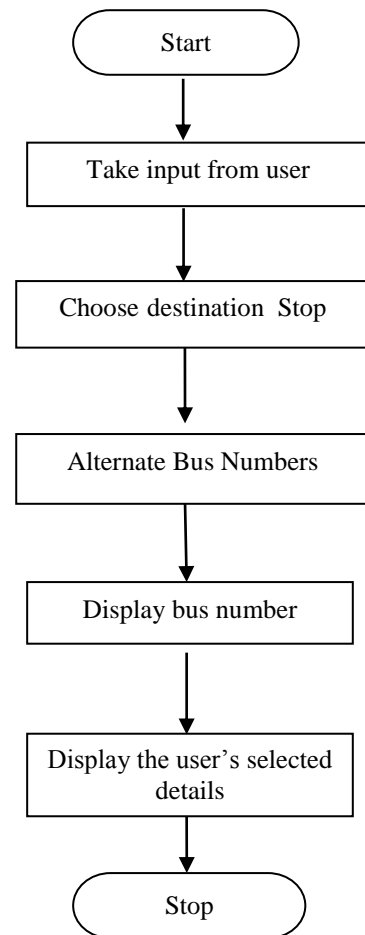 Start
Take input from user
Choose destination Stop
Alternate Bus Numbers
Display bus number
Display the user’s selected
details
Stop